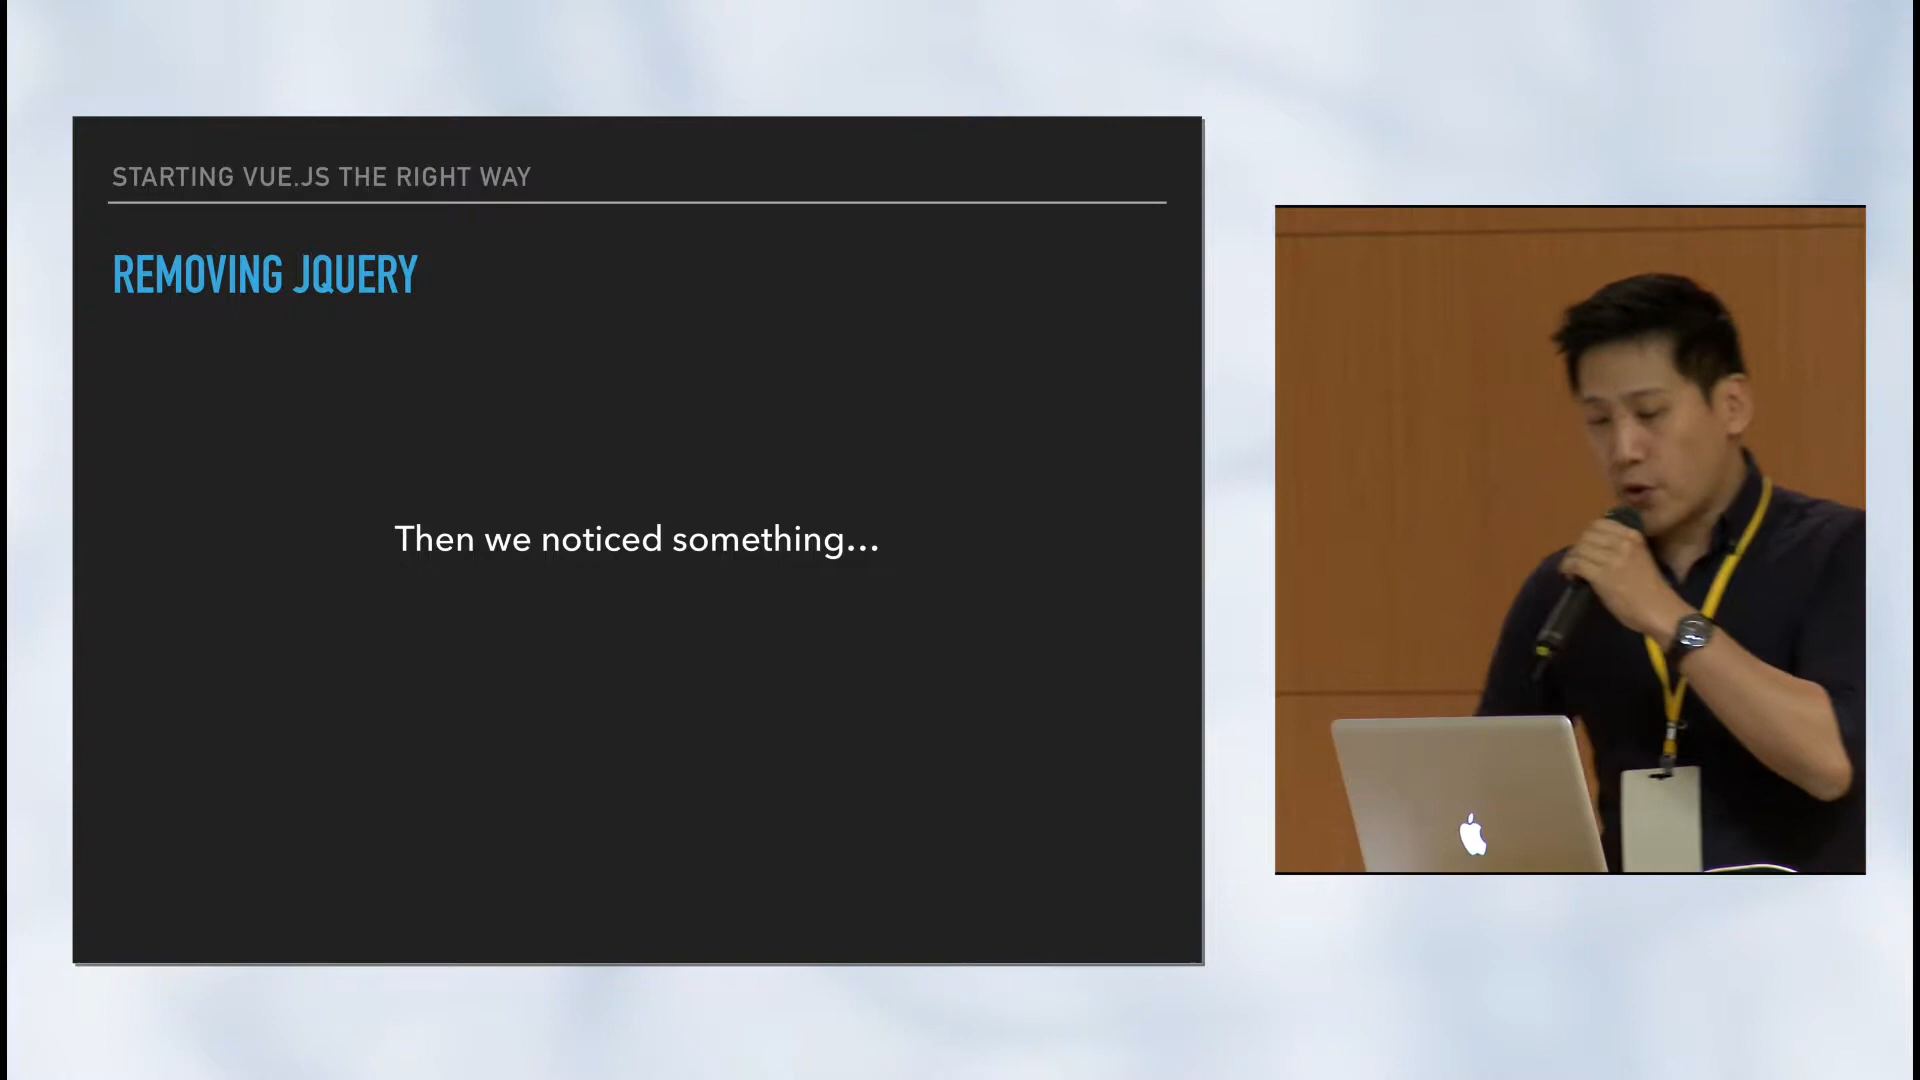 STARTING VUE.JS THE RIGHT WAY
REMOVING JQUERY
Then we noticed something...